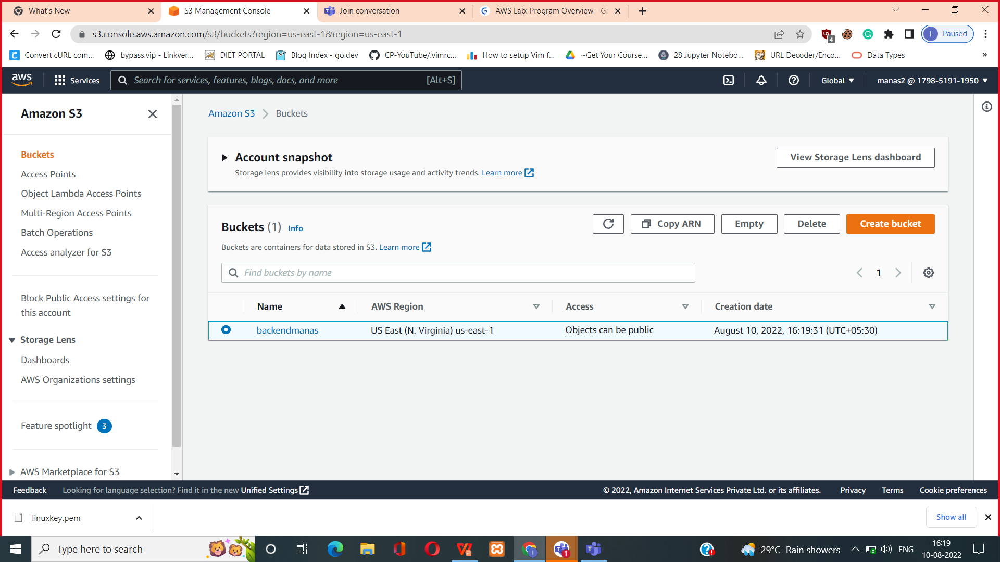 What's New
S3 Management Console
Join conversation
AWS Lab: Program Overview - Gr
s3.console.aws.amazon.com/s3/buckets?region=us-east-1&region=us-east-1
4
I
Paused
Convert cURL com...
bypass.vip - Linkver...
DIET PORTAL
Blog Index - go.dev
CP-YouTube/.vimrc...
How to setup Vim f...
~Get Your Course...
28 Jupyter Notebo...
URL Decoder/Enco...
Data Types
»
aws
Services
Search for services, features, blogs, docs, and more
[Alt+S]
Global
manas2 @ 1798-5191-1950
Amazon S3
Buckets
Access Points
Object Lambda Access Points
Multi-Region Access Points
Batch Operations
Access analyzer for S3
Block Public Access settings for
this account
Storage Lens
Dashboards
AWS Organizations settings
Feature spotlight 3
AWS Marketplace for S3
Amazon S3 > Buckets
Account snapshot
Storage lens provides visibility into storage usage and activity trends. Learn more
View Storage Lens dashboard
Buckets (1) Info
Buckets are containers for data stored in S3. Learn more
Copy ARN
Empty
Delete
Create bucket
Find buckets by name
1
Name AWS Region Access Creation date
backendmanas US East (N. Virginia) us-east-1 Objects can be public August 10, 2022, 16:19:31 (UTC+05:30)
Feedback Looking for language selection? Find it in the new Unified Settings
© 2022, Amazon Internet Services Private Ltd. or its affiliates. Privacy Terms Cookie preferences
linuxkey.pem
Show all
Type here to search
1
29°C Rain showers
ENG
16:19
10-08-2022